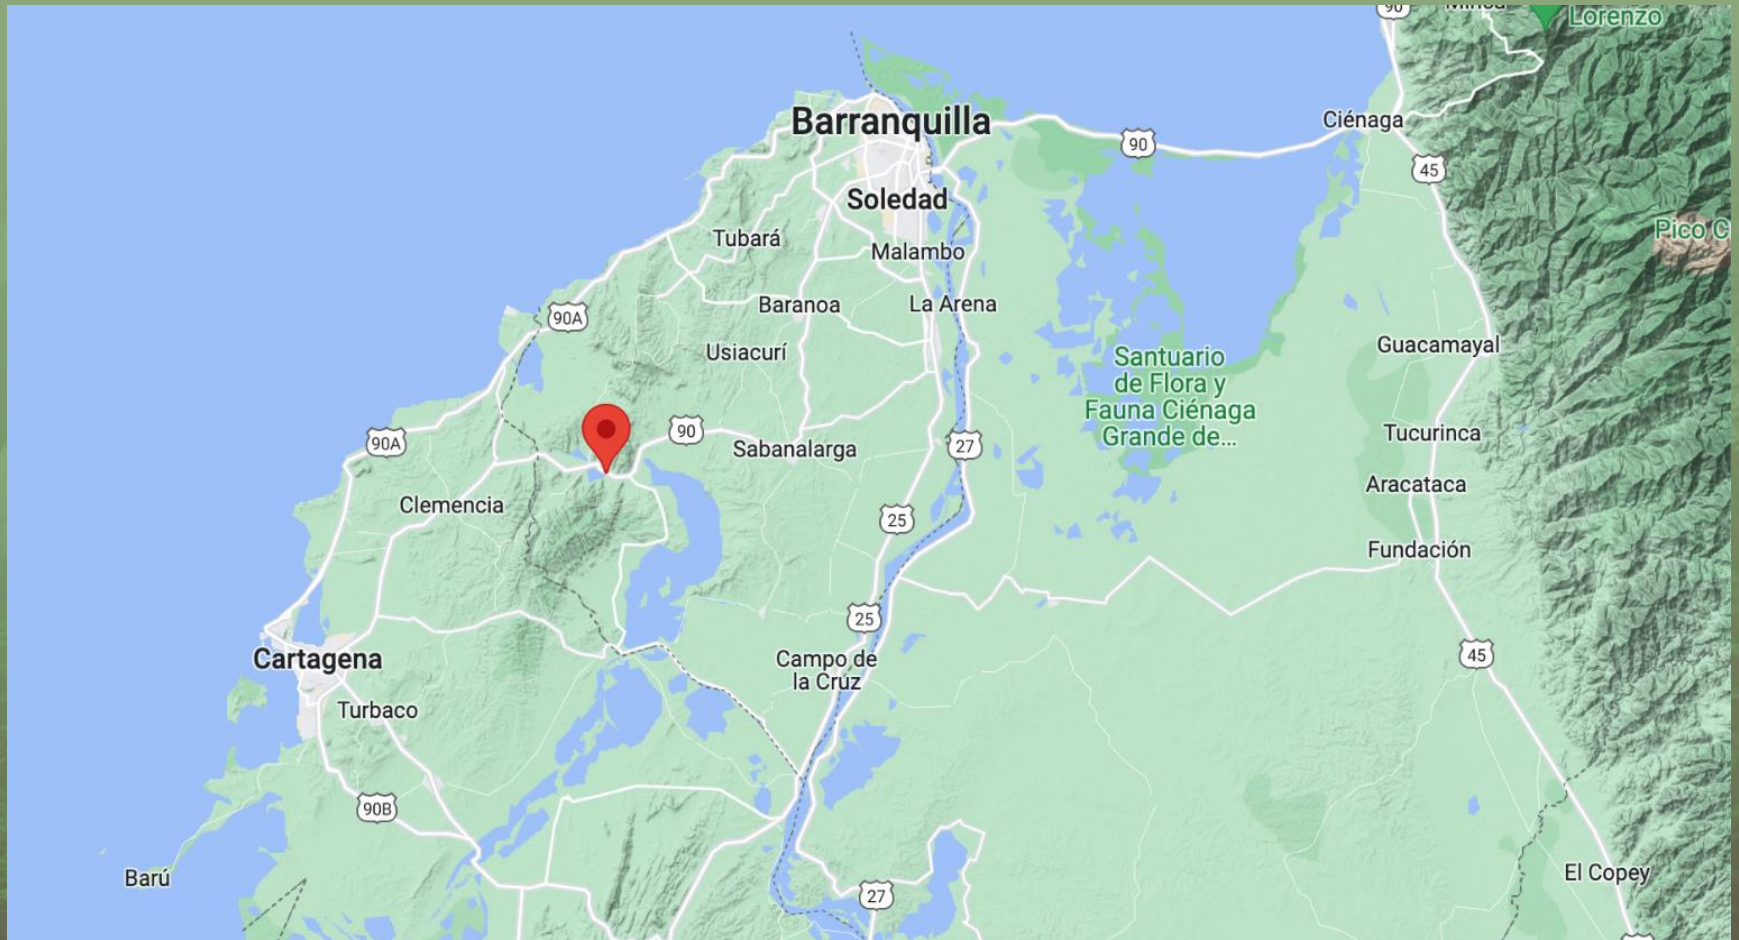 90
Lorenzo
Barranquilla
Ciénaga
90
45
Soledad
Pico C
Tubará
Malambo
Baranoa
La Arena
90A
Usiacurí
Guacamayal
Santuario
de Flora y
Fauna Ciénaga
Grande de...
90
90A
Sabanalarga
27
Tucurinca
Clemencia
Aracataca
25
Fundación
25
Cartagena
Campo de
la Cruz
45
Turbaco
90B
Barú
El Copey
27